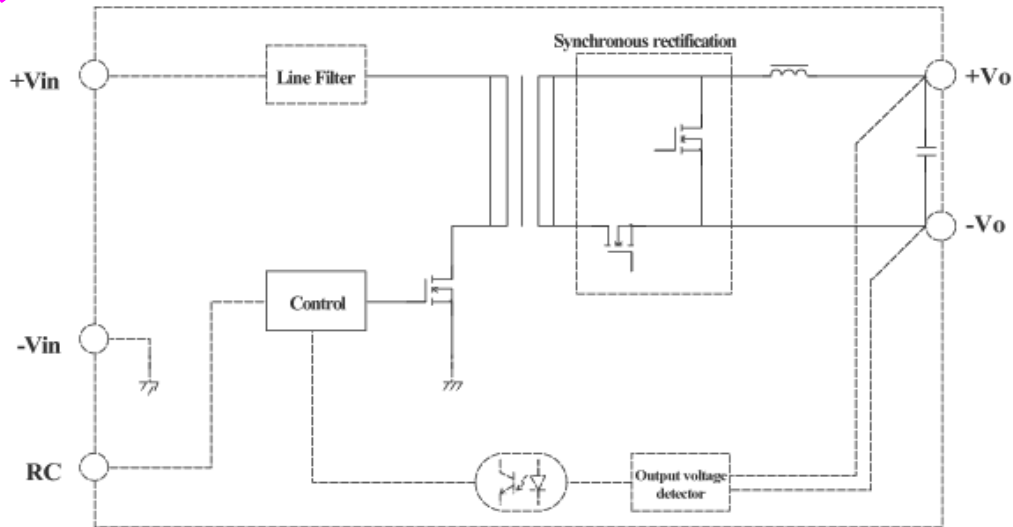 Synchronous rectification
+Vin
Line Filter
+Vo
-Vo
Control
-Vin
RC
Output voltage
detector